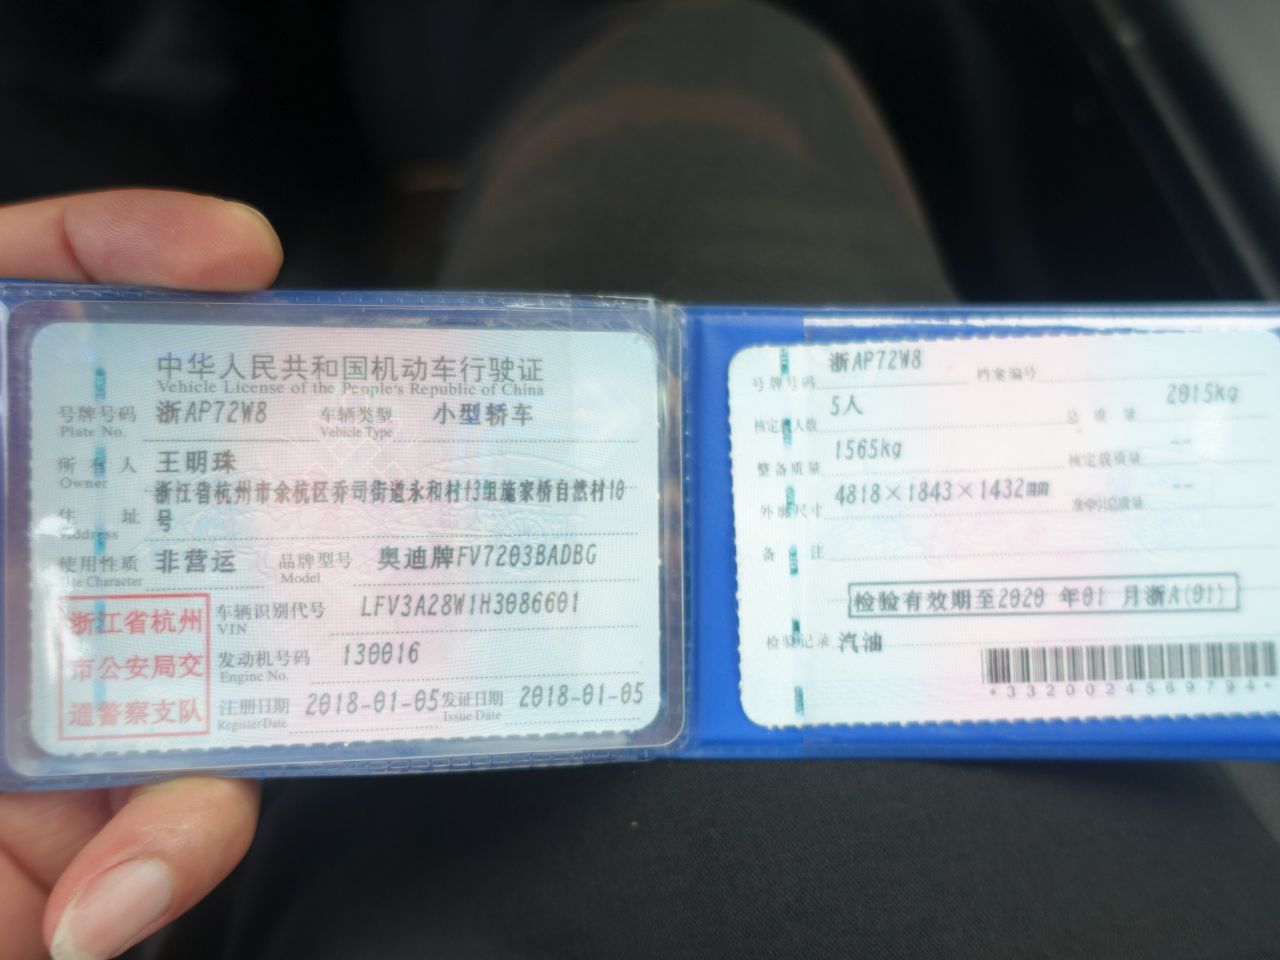 中华人民共和国机动车行驶证
Vehicle License of the People's Republic of China
号牌号码 浙AP72W8 车辆类型 小型轿车
Plate No. Vehicle Type
所有人 王明珠
Owner
浙江省杭州市余杭区乔司街道永和村13组施家桥自然村10
住址 号
Address
使用性质 非营运 品牌型号 奥迪牌FV7203BADBG
Use Character Model
浙江省杭州
市公安局交
通警察支队
车辆识别代号 LFV3A28W1H3086601
VIN
发动机号码 130016
Engine No.
注册日期 2018-01-05 发证日期 2018-01-05
Register Date Issue Date
号牌号码 浙AP72W8 档案编号
核定载人数 5人 总质量 2015kg
整备质量 1565kg 核定载质量 --
外廓尺寸 4818×1843×1432mm 准牵引总质量 --
备注
检验有效期至2020 年01 月浙A(01)
检验记录 汽油
*3320024569794*